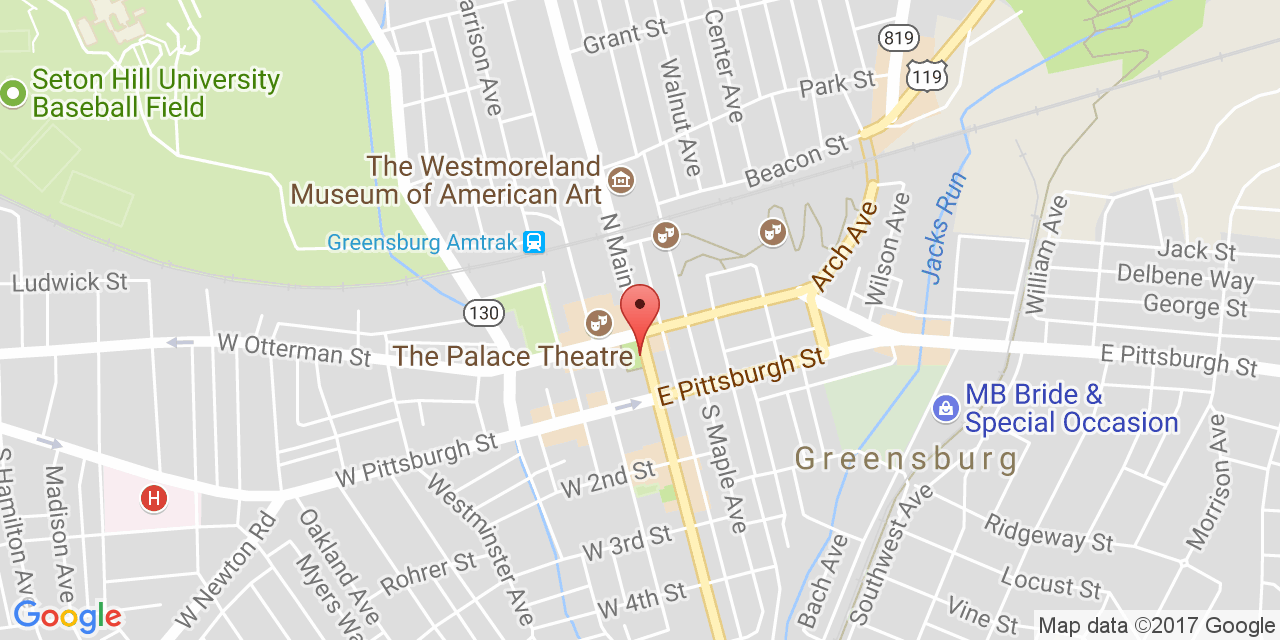 Grant St
Center Ave
Harrison Ave
819
119
Seton Hill University
Baseball Field
Park St
Walnut Ave
Beacon St
The Westmoreland
Museum of American Art
N Main
Jacks Run
Arch Ave
Wilson Ave
William Ave
Greensburg Amtrak
Jack St
Delbene Way
George St
Ludwick St
130
W Otterman St
The Palace Theatre
E Pittsburgh St
E Pittsburgh St
MB Bride &
Special Occasion
S Maple Ave
Greensburg
W Pittsburgh St
W 2nd St
H
S Hamilton Ave
Madison Ave
W Newton Rd
Oakland Ave
Myers Wa
Westminster Ave
Rohrer St
W 3rd St
W 4th St
Bach Ave
Southwest Ave
Ridgeway St
Morrison Ave
Locust St
Vine St
Google
Map data ©2017 Google